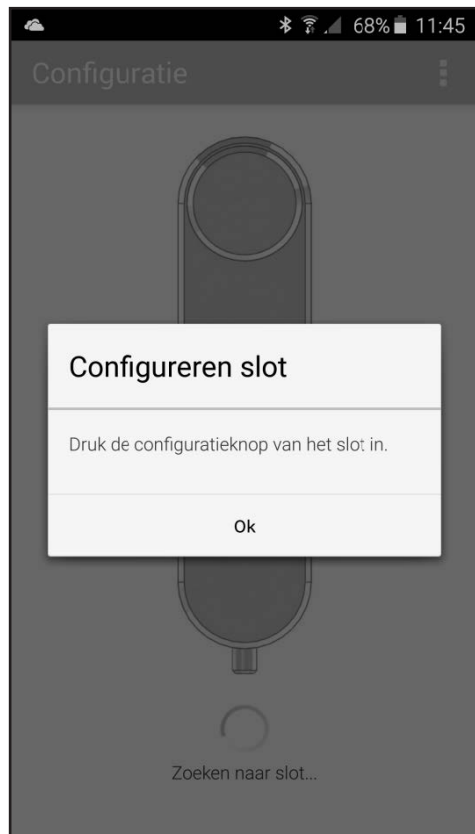 68% 11:45
Configuratie
Configureren slot
Druk de configuratieknop van het slot in.
Ok
Zoeken naar slot...